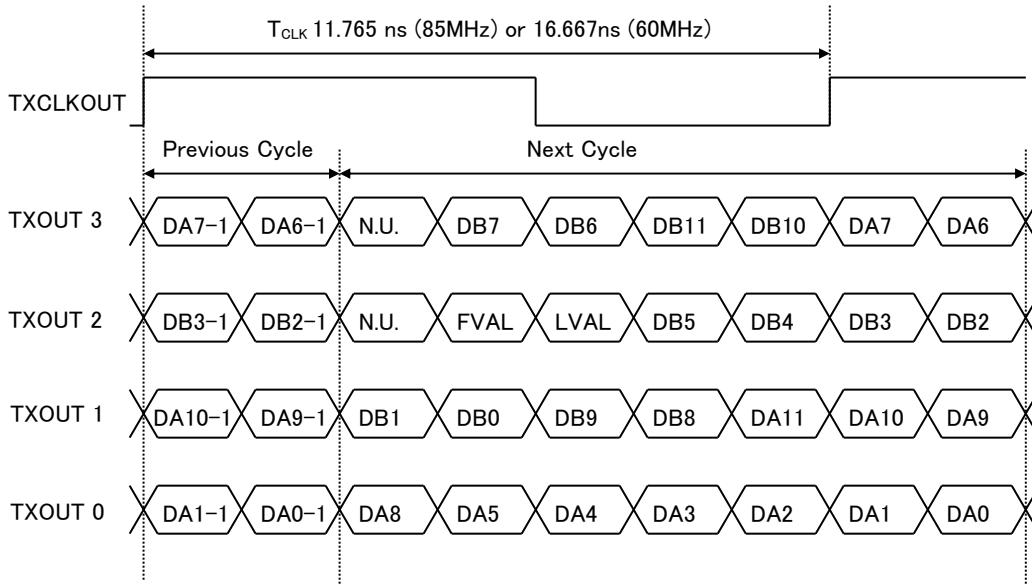 TCLK 11.765 ns (85MHz) or 16.667ns (60MHz)
TXCLKOUT
Previous Cycle Next Cycle
TXOUT 3 DA7-1 DA6-1 N.U. DB7 DB6 DB11 DB10 DA7 DA6
TXOUT 2 DB3-1 DB2-1 N.U. FVAL LVAL DB5 DB4 DB3 DB2
TXOUT 1 DA10-1 DA9-1 DB1 DB0 DB9 DB8 DA11 DA10 DA9
TXOUT 0 DA1-1 DA0-1 DA8 DA5 DA4 DA3 DA2 DA1 DA0